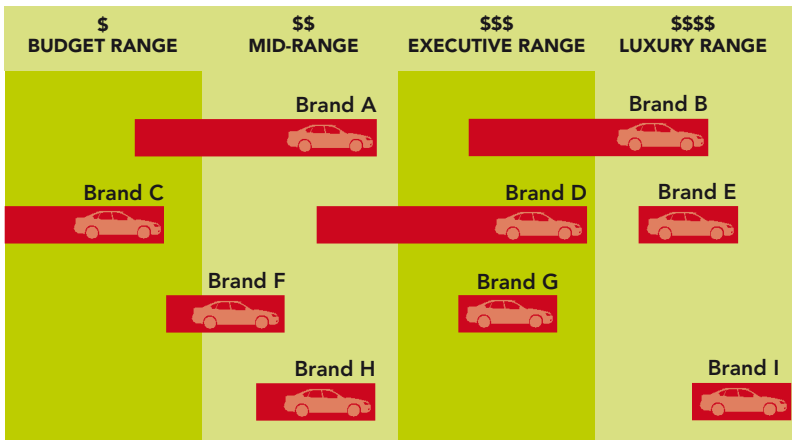 $
BUDGET RANGE
$$
MID-RANGE
$$$
EXECUTIVE RANGE
$$$$
LUXURY RANGE
Brand A
Brand B
Brand C
Brand D
Brand E
Brand F
Brand G
Brand H
Brand I